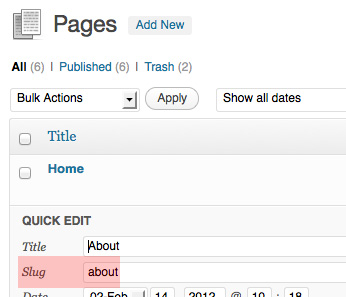 Pages Add New
All (6) | Published (6) | Trash (2)
Bulk Actions Apply Show all dates
Title
Home
QUICK EDIT
Title About
Slug about
Date 02-Feb 14 2012 @ 10 : 18